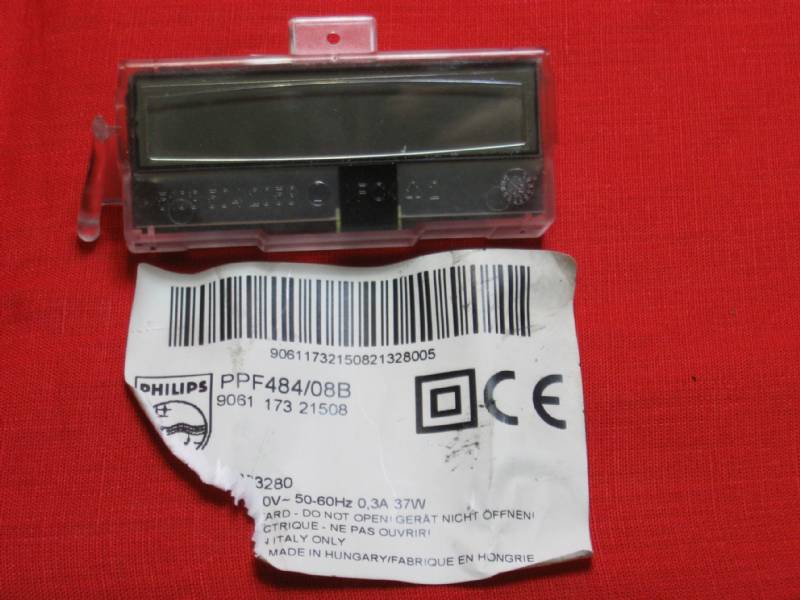 90611732150821328005
PHILIPS
PPF484/08B
9061 173 21508
CE
3280
0V~ 50-60Hz 0,3A 37W
ARD - DO NOT OPEN! GERÄT NICHT ÖFFNEN!
CTRIQUE - NE PAS OUVRIR!
N ITALY ONLY
MADE IN HUNGARY/FABRIQUE EN HONGRIE